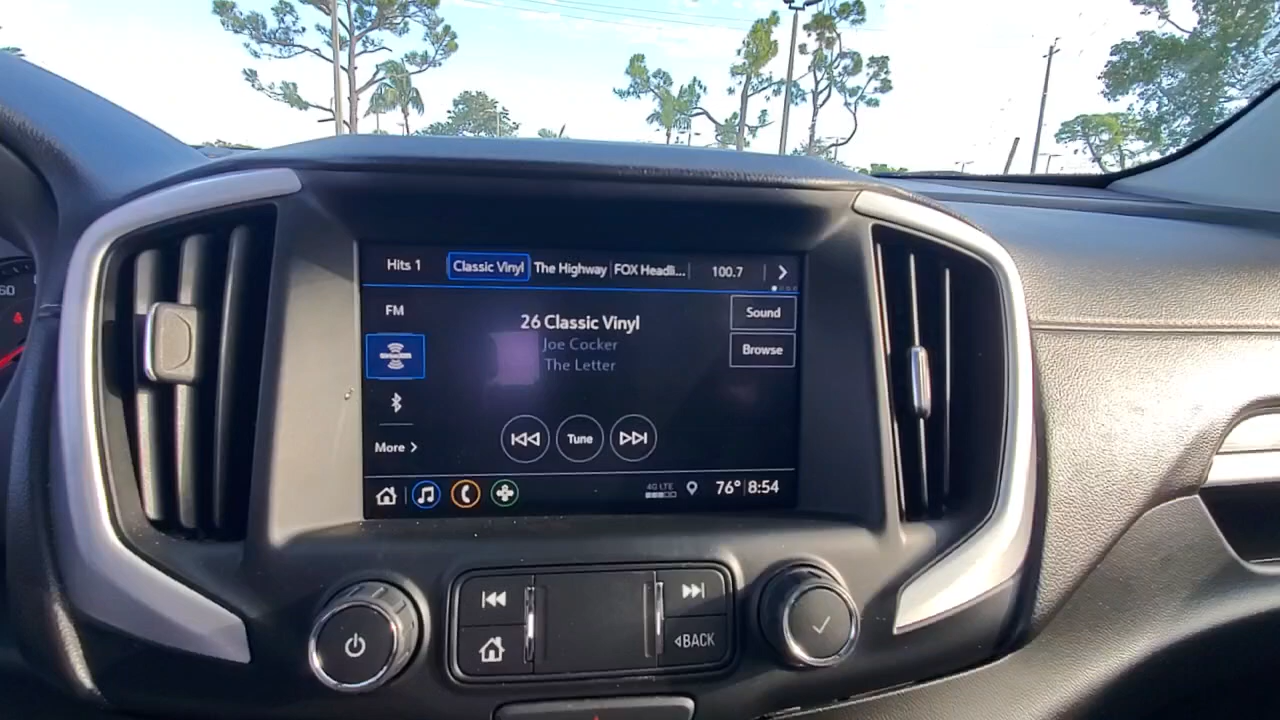 Hits 1 Classic Vinyl The Highway FOX Headli... 100.7
FM
26 Classic Vinyl
Sound
Joe Cocker
Browse
The Letter
More
Tune
4G LTE
76° 8:54
60
BACK